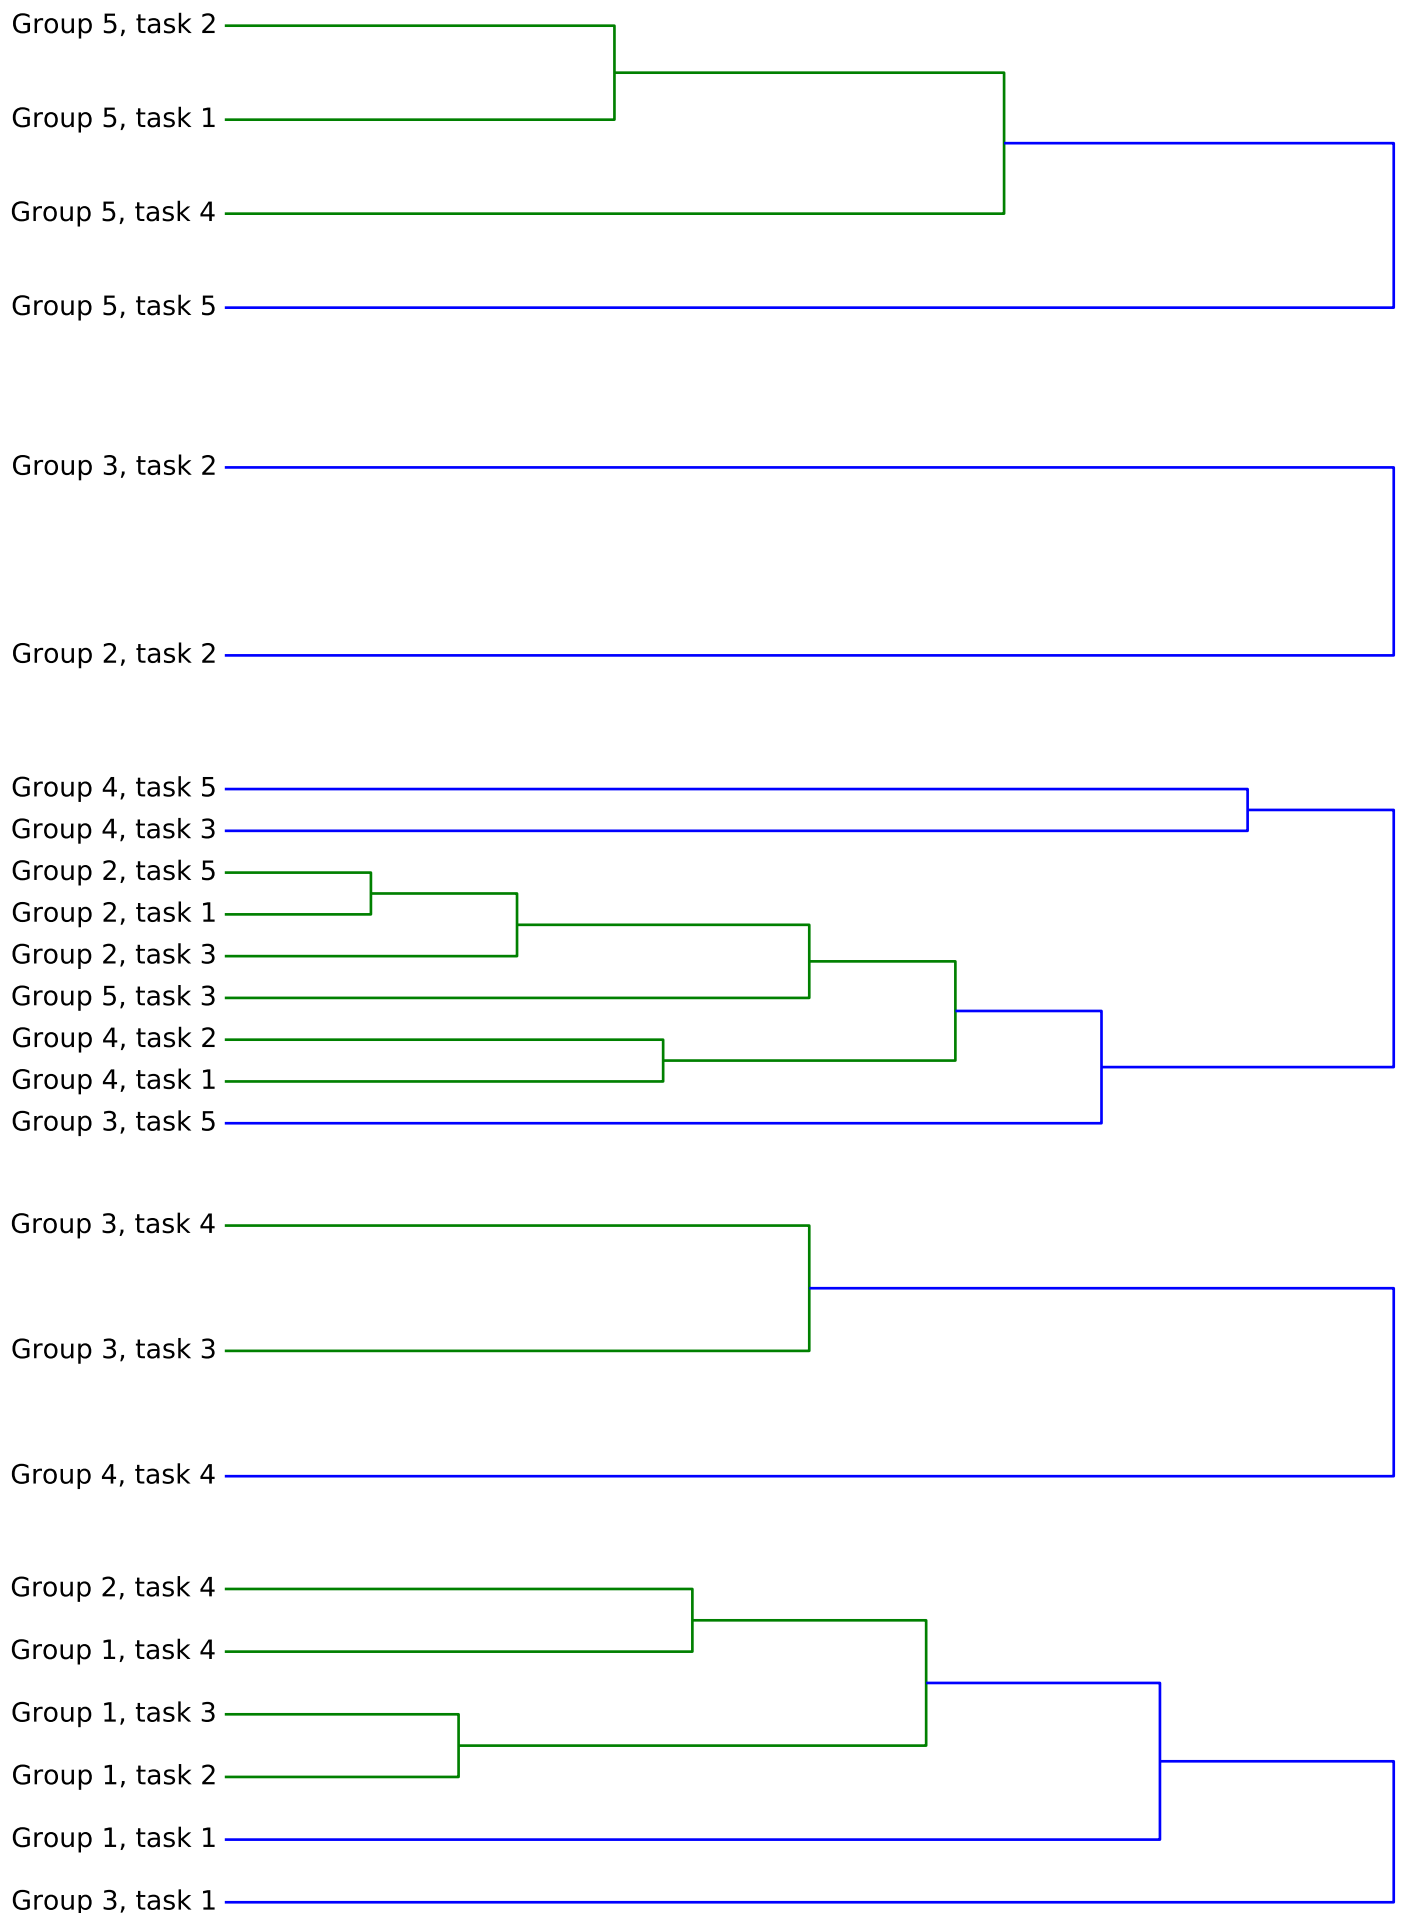 Group 5, task 2
Group 5, task 1
Group 5, task 4
Group 5, task 5
Group 3, task 2
Group 2, task 2
Group 4, task 5
Group 4, task 3
Group 2, task 5
Group 2, task 1
Group 2, task 3
Group 5, task 3
Group 4, task 2
Group 4, task 1
Group 3, task 5
Group 3, task 4
Group 3, task 3
Group 4, task 4
Group 2, task 4
Group 1, task 4
Group 1, task 3
Group 1, task 2
Group 1, task 1
Group 3, task 1